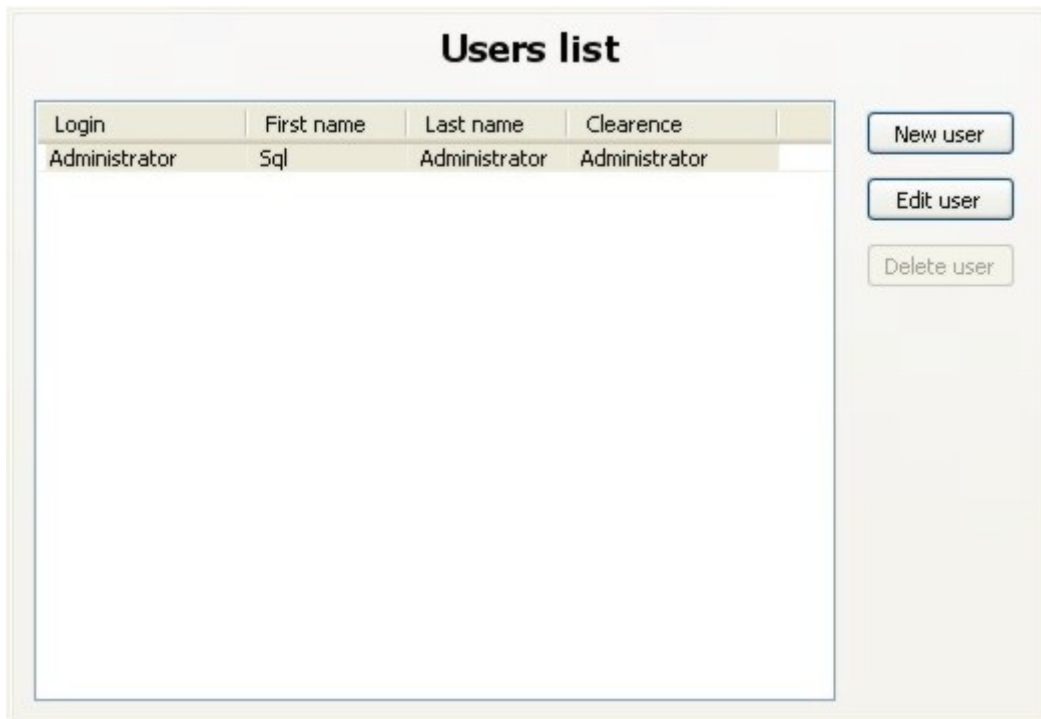 Users list
Login First name Last name Clearence
Administrator Sql Administrator Administrator
New user
Edit user
Delete user